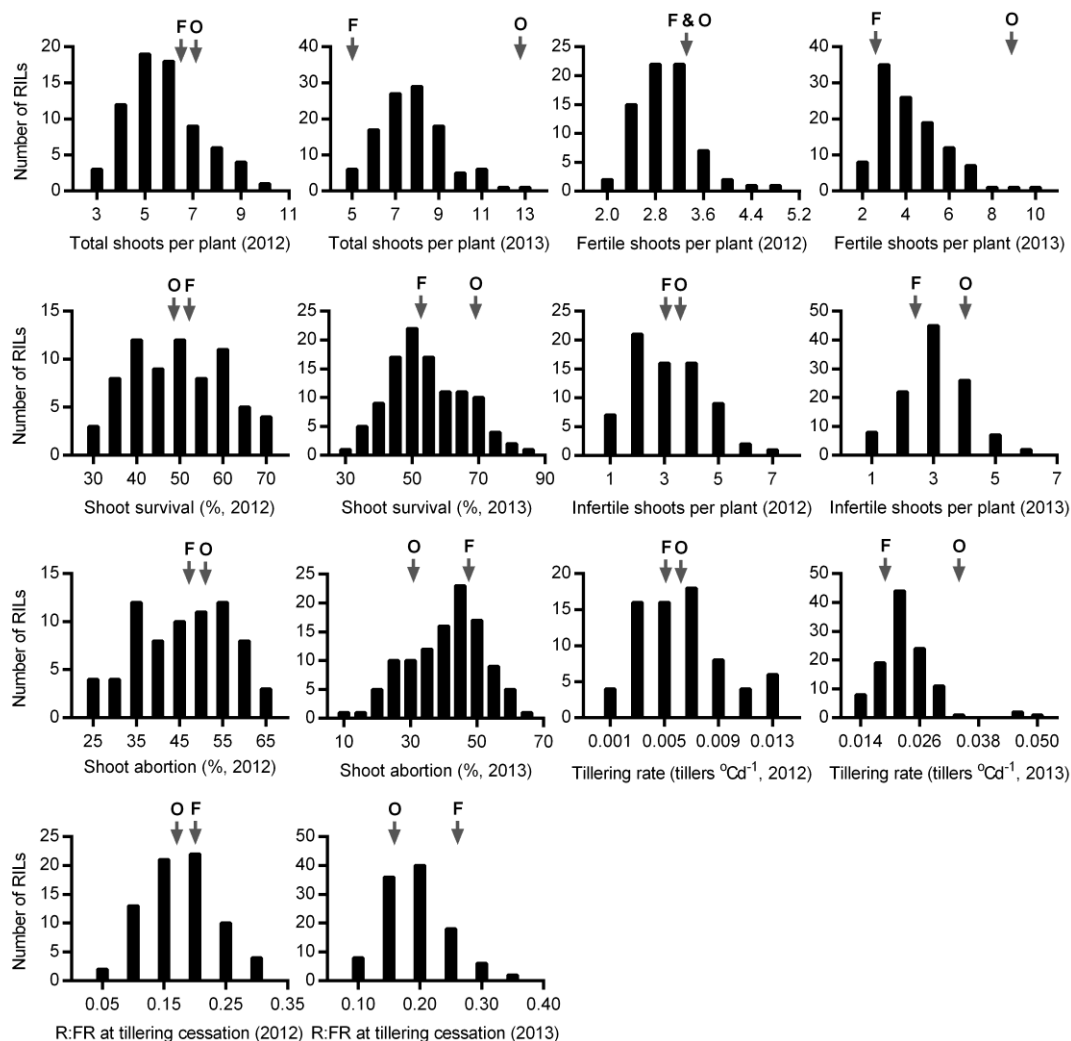 F O
Number of RILs
20
15
10
5
0
3 5 7 9 11
Total shoots per plant (2012)
F O
40
30
20
10
0
5 7 9 11 13
Total shoots per plant (2013)
F & O
25
20
15
10
5
0
2.0 2.8 3.6 4.4 5.2
Fertile shoots per plant (2012)
F O
40
30
20
10
0
2 4 6 8 10
Fertile shoots per plant (2013)
O F
Number of RILs
15
10
5
0
30 40 50 60 70
Shoot survival (%, 2012)
F O
25
20
15
10
5
0
30 50 70 90
Shoot survival (%, 2013)
F O
30
20
10
0
1 3 5 7
Infertile shoots per plant (2012)
F O
50
40
30
20
10
0
1 3 5 7
Infertile shoots per plant (2013)
F O
Number of RILs
15
10
5
0
25 35 45 55 65
Shoot abortion (%, 2012)
O F
25
20
15
10
5
0
10 30 50 70
Shoot abortion (%, 2013)
F O
20
15
10
5
0
0.001 0.005 0.009 0.013
Tillering rate (tillers ºCd⁻¹, 2012)
F O
50
40
30
20
10
0
0.014 0.026 0.038 0.050
Tillering rate (tillers ºCd⁻¹, 2013)
O F
Number of RILs
25
20
15
10
5
0
0.05 0.15 0.25 0.35
R:FR at tillering cessation (2012)
O F
50
40
30
20
10
0
0.10 0.20 0.30 0.40
R:FR at tillering cessation (2013)